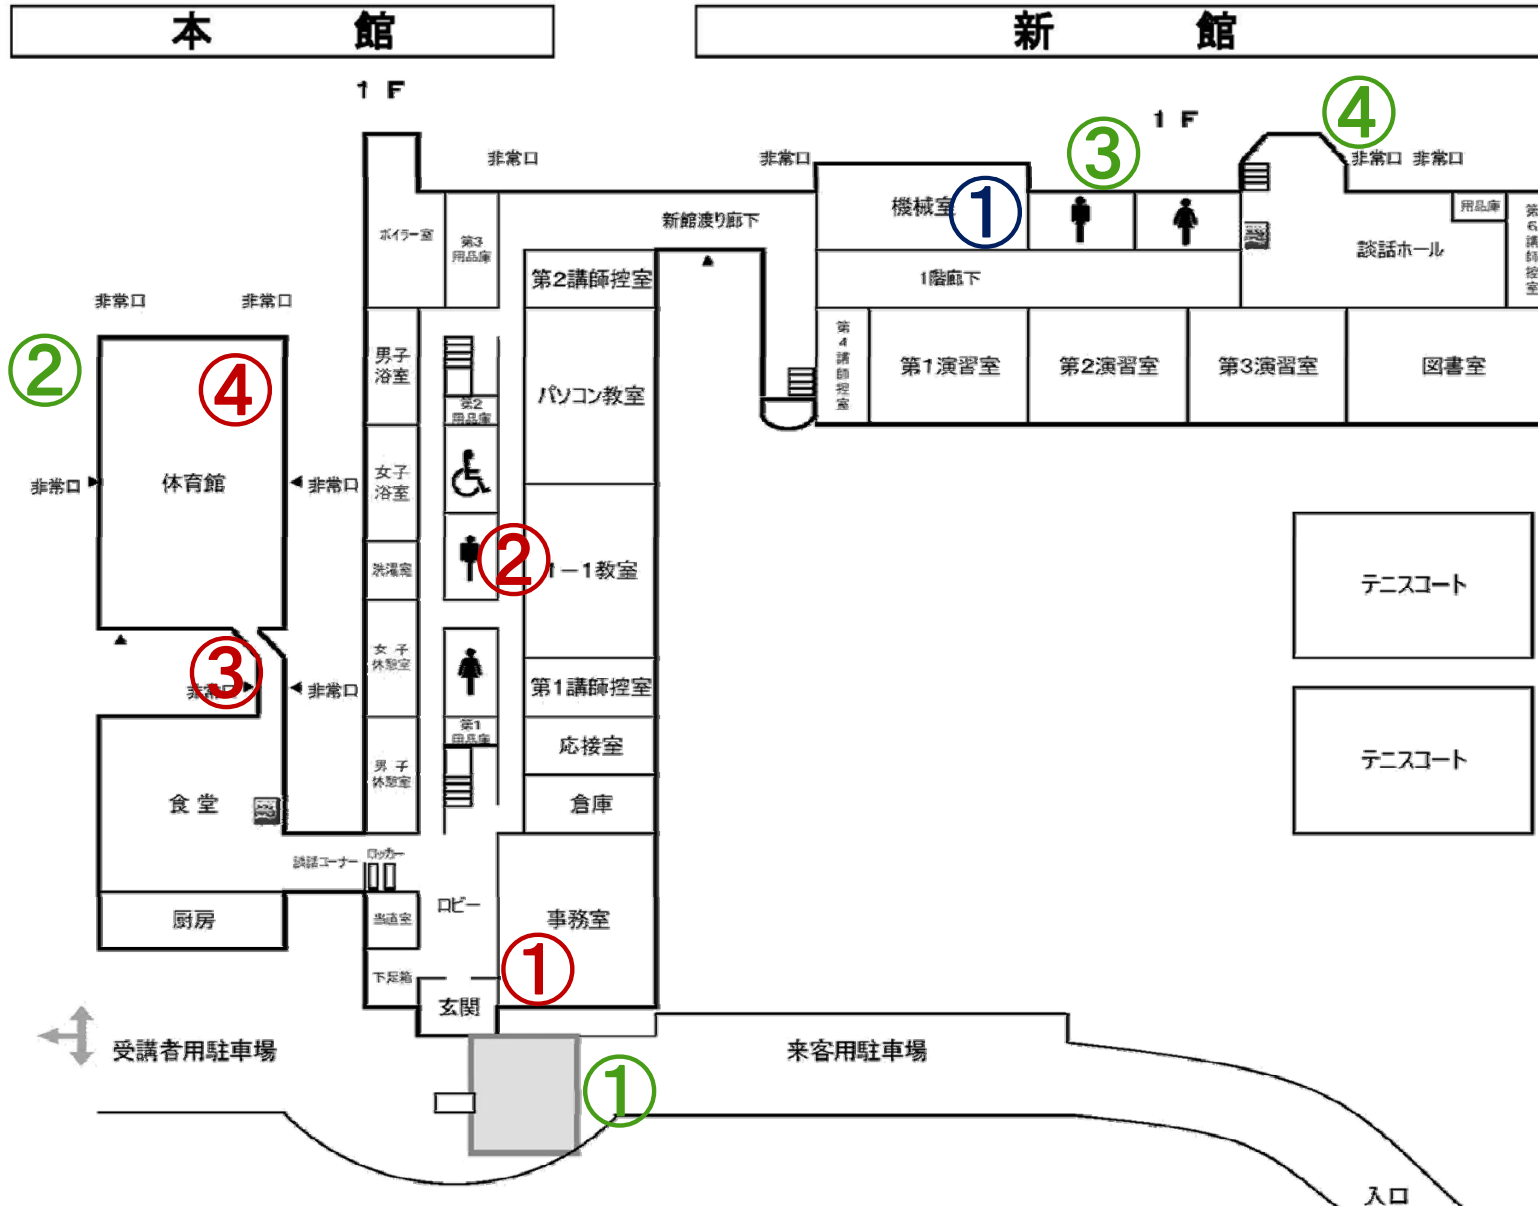 本館
新館
1 F
1 F
④
③
非常口
非常口
非常口 非常口
機械室
①
用品庫
第6講師控室
ボイラー室
第3
用品庫
新館渡り廊下
談話ホール
第2講師控室
1階廊下
非常口
非常口
②
④
男子
浴室
第2
用品庫
パソコン教室
第4講師控室
第1演習室
第2演習室
第3演習室
図書室
非常口
体育館
非常口
女子
浴室
洗濯室
②
1－1教室
テニスコート
女子
休憩室
③
非常口
非常口
第1講師控室
第1
用品庫
応接室
テニスコート
男子
休憩室
食堂
倉庫
談話コーナー
ロッカー
厨房
当直室
ロビー
事務室
下足箱
①
玄関
受講者用駐車場
来客用駐車場
①
入口